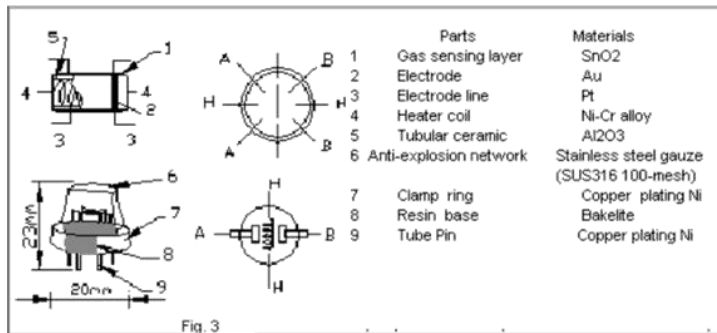 5
1
4
4
2
3
3
A
B
H
H
A
B
6
7
8
9
23mm
20mm
H
A
B
H
Parts Materials
1 Gas sensing layer SnO2
2 Electrode Au
3 Electrode line Pt
4 Heater coil Ni-Cr alloy
5 Tubular ceramic Al2O3
6 Anti-explosion network Stainless steel gauze
(SUS316 100-mesh)
7 Clamp ring Copper plating Ni
8 Resin base Bakelite
9 Tube Pin Copper plating Ni
Fig. 3